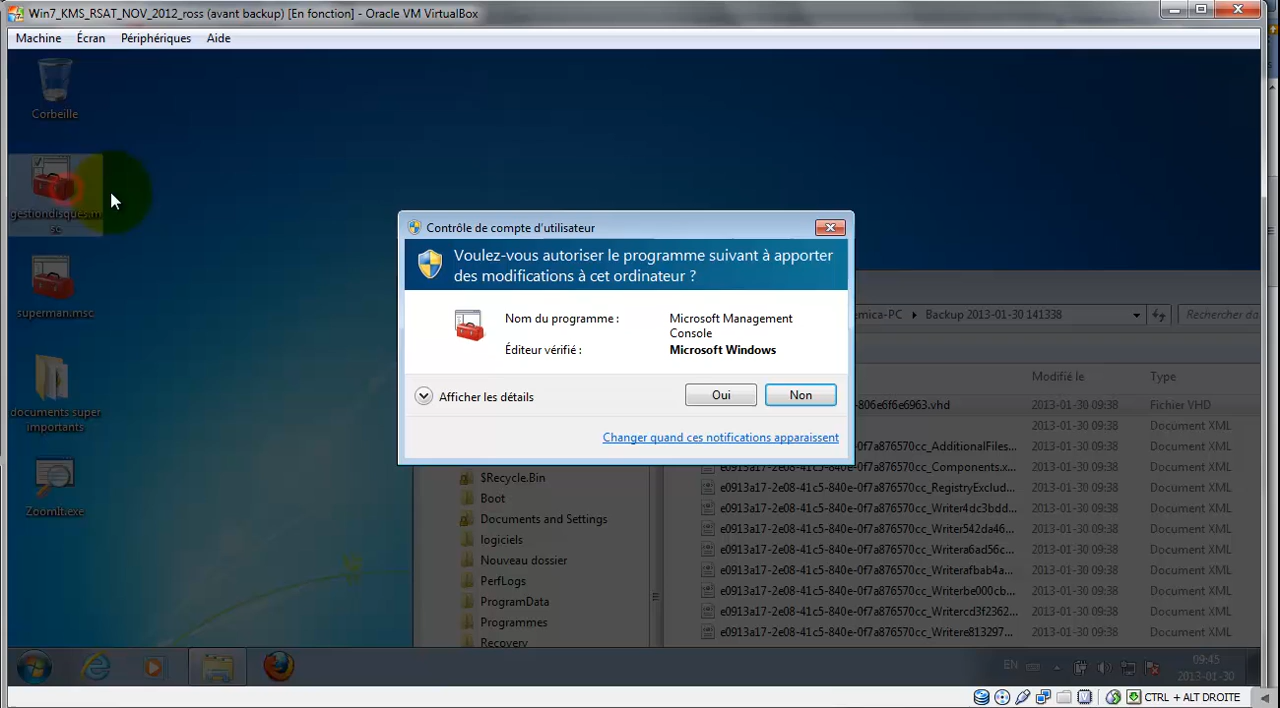 Win7_KMS_RSAT_NOV_2012_ross (avant backup) [En fonction] - Oracle VM VirtualBox
Machine Écran Périphériques Aide
Corbeille
gestiondisques.m
sc
superman.msc
documents super
importants
ZoomIt.exe
Contrôle de compte d'utilisateur
Voulez-vous autoriser le programme suivant à apporter
des modifications à cet ordinateur ?
Nom du programme : Microsoft Management
Console
Éditeur vérifié : Microsoft Windows
Afficher les détails Oui Non
Changer quand ces notifications apparaissent
emica-PC Backup 2013-01-30 141338 Rechercher da
Modifié le Type
-806e6f6e6963.vhd 2013-01-30 09:38 Fichier VHD
2013-01-30 09:38 Document XML
e0913a17-2e08-41c5-840e-0f7a876570cc_AdditionalFiles... 2013-01-30 09:38 Document XML
e0913a17-2e08-41c5-840e-0f7a876570cc_Components.x... 2013-01-30 09:38 Document XML
$Recycle.Bin e0913a17-2e08-41c5-840e-0f7a876570cc_RegistryExclud... 2013-01-30 09:38 Document XML
Boot e0913a17-2e08-41c5-840e-0f7a876570cc_Writer4dc3bdd... 2013-01-30 09:38 Document XML
Documents and Settings e0913a17-2e08-41c5-840e-0f7a876570cc_Writer542da46... 2013-01-30 09:38 Document XML
logiciels e0913a17-2e08-41c5-840e-0f7a876570cc_Writera6ad56c... 2013-01-30 09:38 Document XML
Nouveau dossier e0913a17-2e08-41c5-840e-0f7a876570cc_Writerafbab4a... 2013-01-30 09:38 Document XML
PerfLogs e0913a17-2e08-41c5-840e-0f7a876570cc_Writerbe000cb... 2013-01-30 09:38 Document XML
ProgramData e0913a17-2e08-41c5-840e-0f7a876570cc_Writercd3f2362... 2013-01-30 09:38 Document XML
Programmes e0913a17-2e08-41c5-840e-0f7a876570cc_Writere813297... 2013-01-30 09:38 Document XML
Recovery
EN 09:45
2013-01-30
CTRL + ALT DROITE